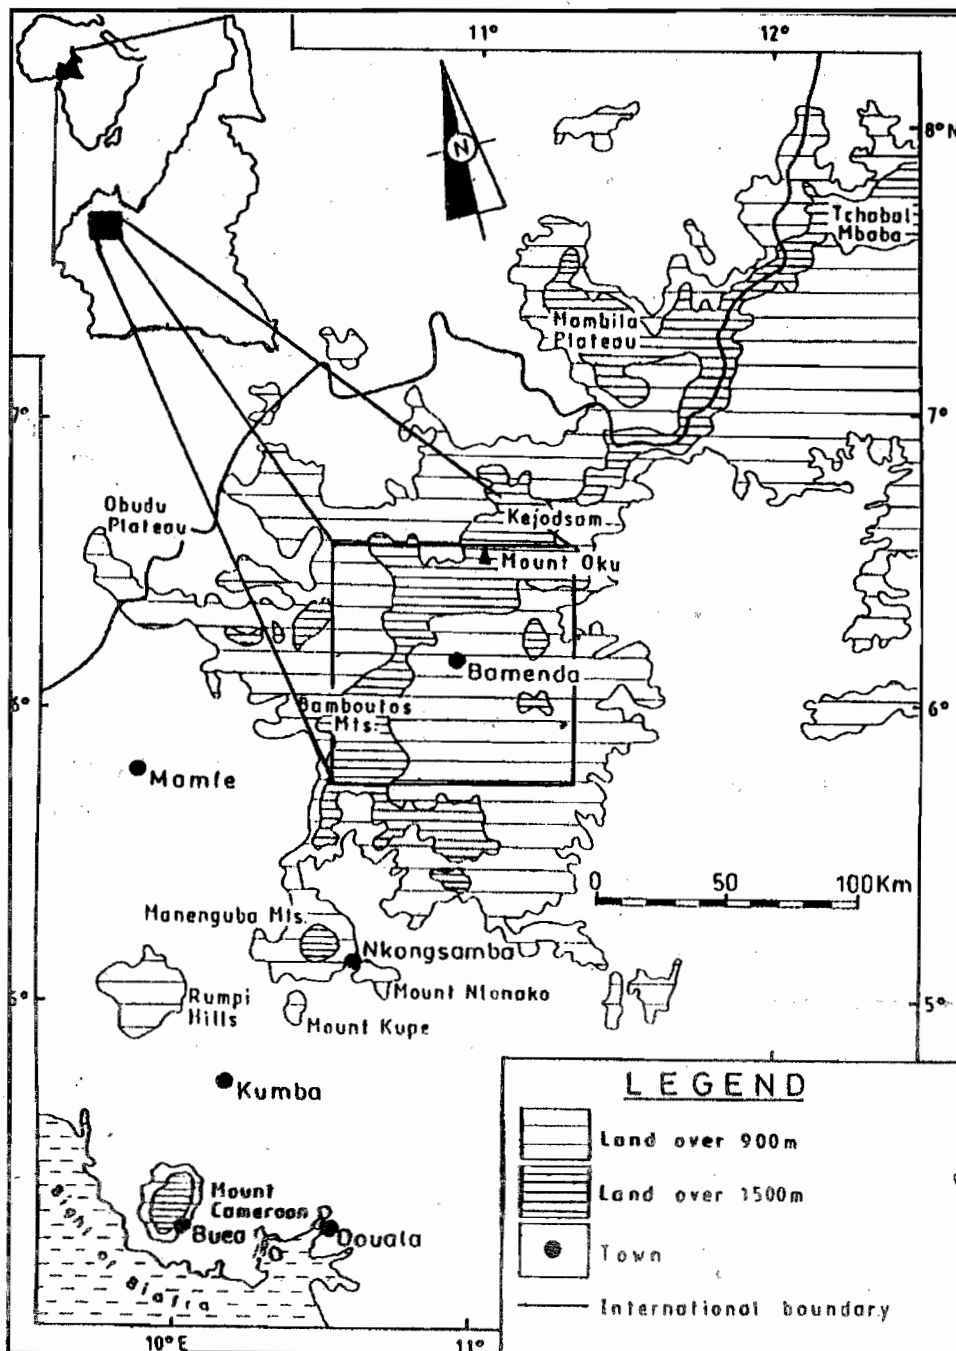 11°
12°
8°N
N
Tchabal
Mbaba
Mambila
Plateau
7°
7°
Obudu
Plateau
Kejodsam
Mount Oku
Bamenda
Bamboutos
Mts.
6°
6°
Mamfe
0 50 100Km
Manenguba Mts.
Nkongsamba
Mount Nlonako
Rumpi
Hills
Mount Kupe
5°
5°
Kumba
Mount
Cameroon
Buea
Douala
Bight of Biafra
10°E
11°
LEGEND
Land over 900m
Land over 1500m
Town
International boundary